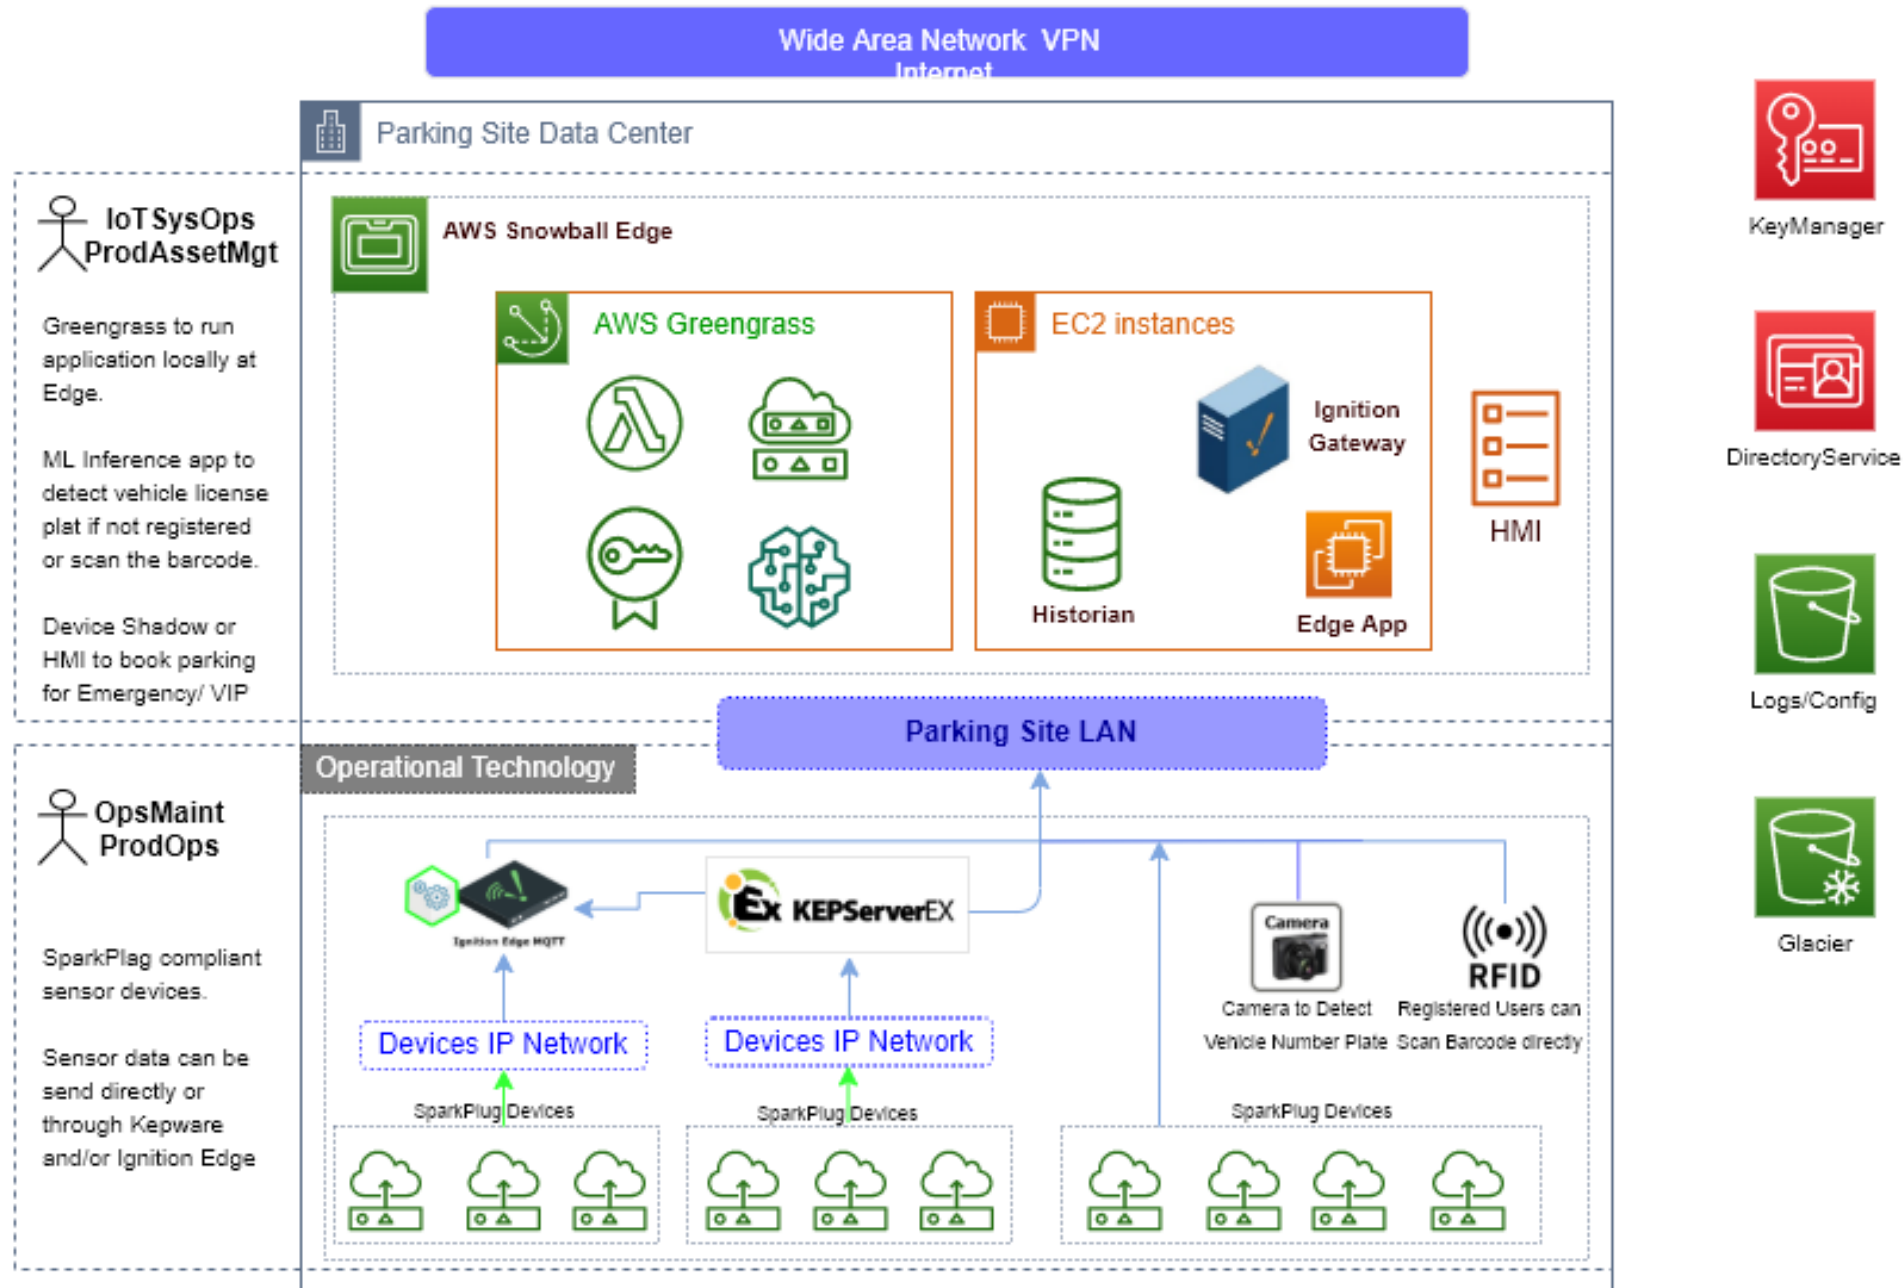 Wide Area Network VPN
Internet
Parking Site Data Center
IoTSysOps
ProdAssetMgt
Greengrass to run
application locally at
Edge.
ML Inference app to
detect vehicle license
plat if not registered
or scan the barcode.
Device Shadow or
HMI to book parking
for Emergency/ VIP
AWS Snowball Edge
AWS Greengrass
EC2 instances
Ignition
Gateway
Historian
Edge App
HMI
KeyManager
DirectoryService
Logs/Config
Glacier
Parking Site LAN
Operational Technology
OpsMaint
ProdOps
SparkPlag compliant
sensor devices.
Sensor data can be
send directly or
through Kepware
and/or Ignition Edge
Ignition Edge MQTT
Ex KEPServerEX
Camera
RFID
Camera to Detect
Vehicle Number Plate
Registered Users can
Scan Barcode directly
Devices IP Network
Devices IP Network
SparkPlug Devices
SparkPlug Devices
SparkPlug Devices